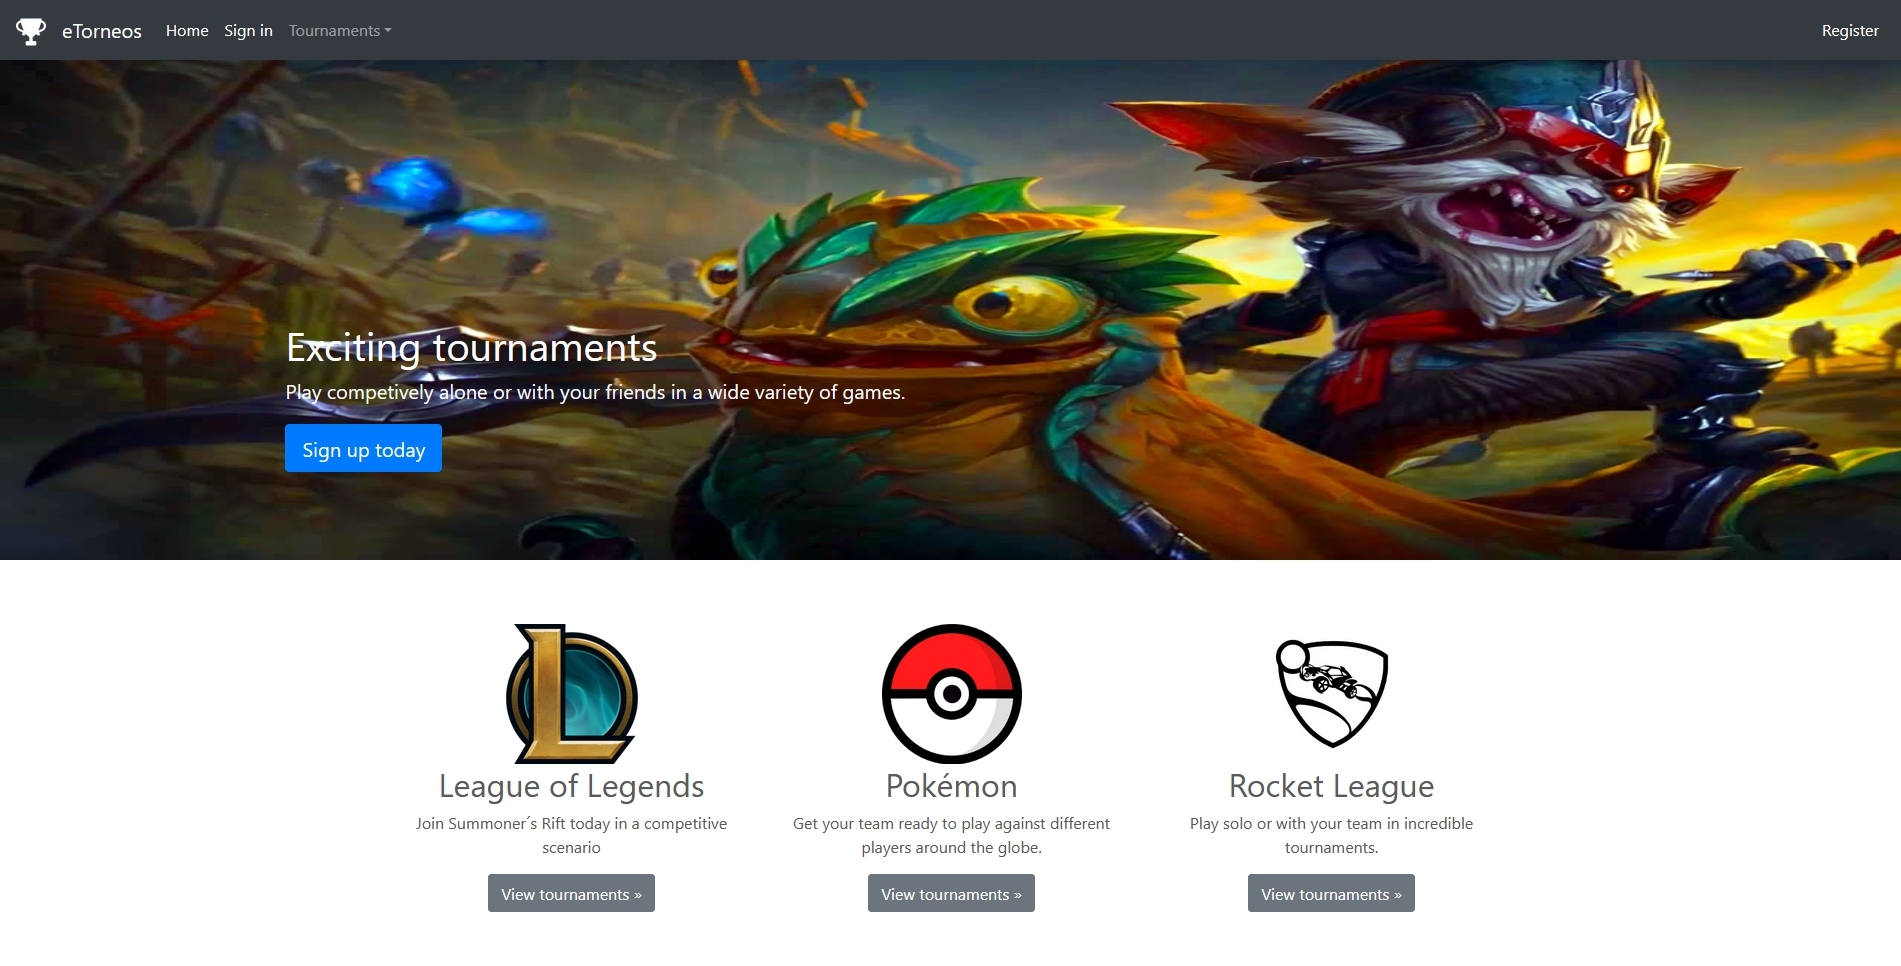 eTorneos Home Sign in Tournaments Register
Exciting tournaments
Play competively alone or with your friends in a wide variety of games.
Sign up today
League of Legends
Join Summoner´s Rift today in a competitive
scenario
View tournaments »
Pokémon
Get your team ready to play against different
players around the globe.
View tournaments »
Rocket League
Play solo or with your team in incredible
tournaments.
View tournaments »